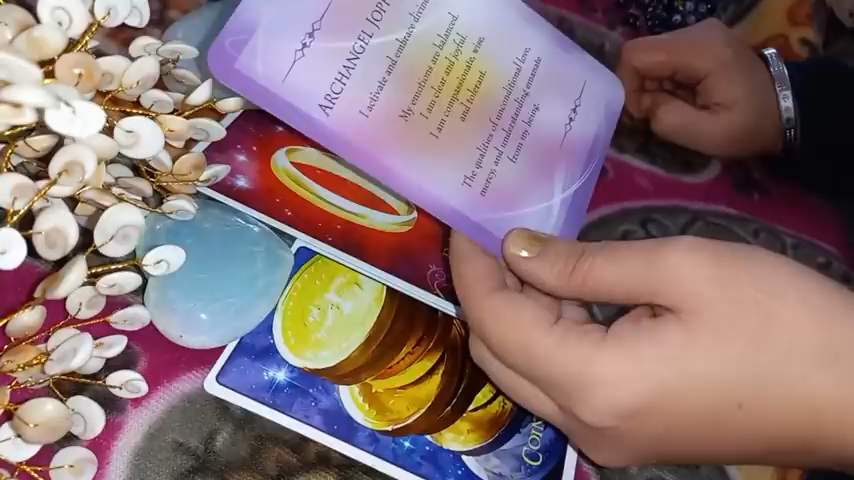 ARCHANGEL JOPH
I activate and embrace divine
My emotions are balanced,
I am clear and joyful.
I am compassionate, wise
and tolerant.
The qualities of unconditional love,
mercy, and understanding emanate
from my being.
COINS